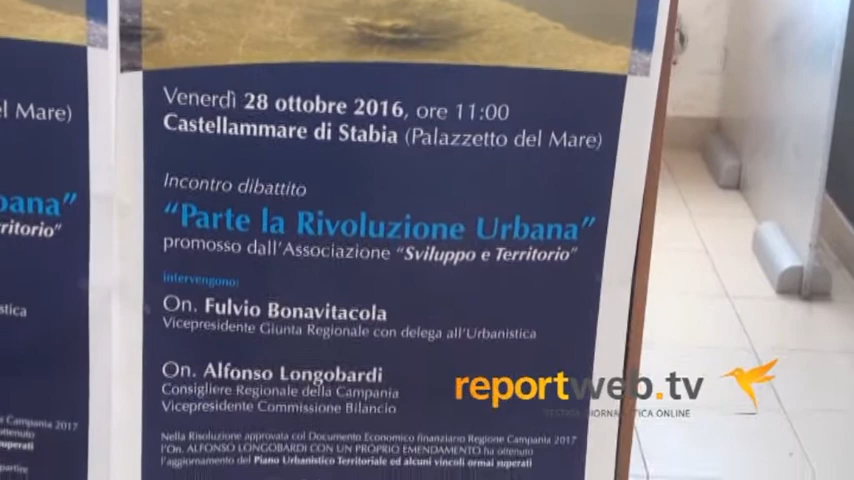 Venerdì 28 ottobre 2016, ore 11:00
Castellammare di Stabia (Palazzetto del Mare)
Incontro dibattito
"Parte la Rivoluzione Urbana"
promosso dall'Associazione "Sviluppo e Territorio"
intervengono:
On. Fulvio Bonavitacola
Vicepresidente Giunta Regionale con delega all'Urbanistica
On. Alfonso Longobardi
Consigliere Regionale della Campania
Vicepresidente Commissione Bilancio
Nella Risoluzione approvata col Documento Economico finanziario Regione Campania 2017
l'On. ALFONSO LONGOBARDI CON UN PROPRIO EMENDAMENTO ha ottenuto
l'aggiornamento del Piano Urbanistico Territoriale ed alcuni vincoli ormai superati
el Mare)
bana"
ritorio"
stica
Campania 2017
ottenuto
superati
partire
reportweb.tv
TESTATA GIORNALISTICA ONLINE